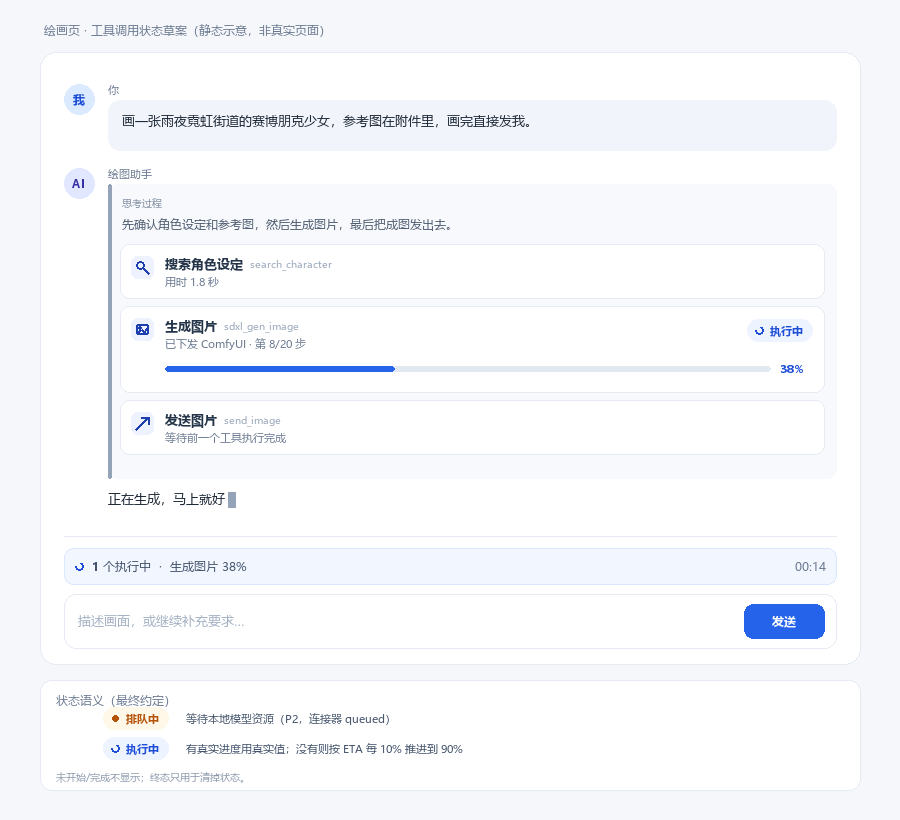 绘画页 · 工具调用状态草案（静态示意，非真实页面）
我
你
画一张雨夜霓虹街道的赛博朋克少女，参考图在附件里，画完直接发我。
AI
绘图助手
思考过程
先确认角色设定和参考图，然后生成图片，最后把成图发出去。
搜索角色设定 search_character
用时 1.8 秒
生成图片 sdxl_gen_image
执行中
已下发 ComfyUI · 第 8/20 步
38%
发送图片 send_image
等待前一个工具执行完成
正在生成，马上就好
1 个执行中 · 生成图片 38%
00:14
描述画面，或继续补充要求...
发送
状态语义（最终约定）
排队中 等待本地模型资源（P2，连接器 queued）
执行中 有真实进度用真实值；没有则按 ETA 每 10% 推进到 90%
未开始/完成不显示；终态只用于清掉状态。